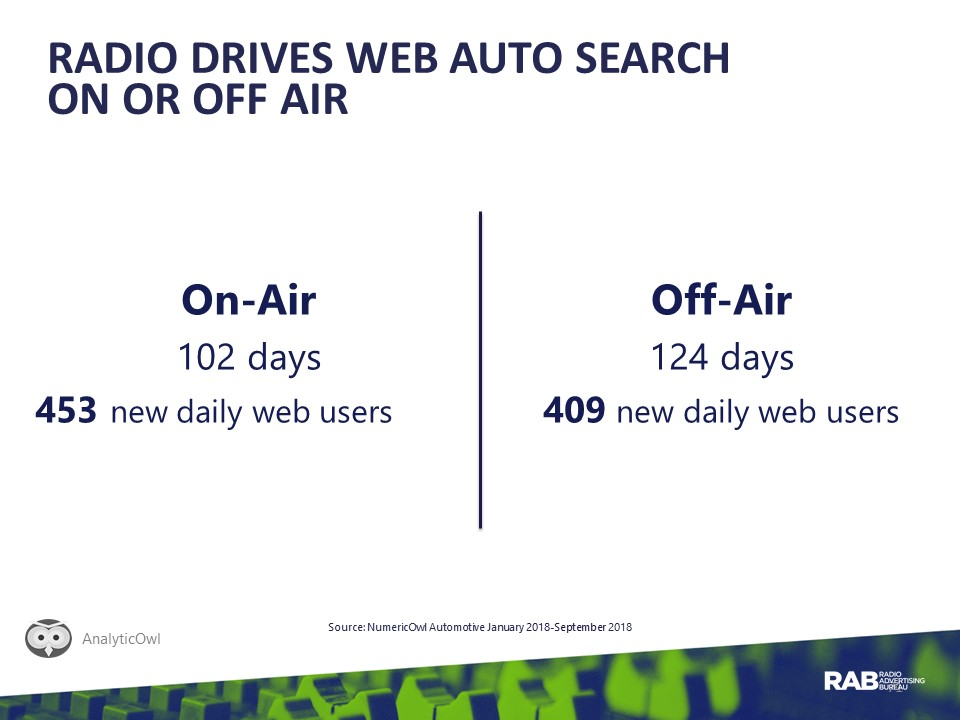 RADIO DRIVES WEB AUTO SEARCH
ON OR OFF AIR
On-Air
102 days
453 new daily web users
Off-Air
124 days
409 new daily web users
AnalyticOwl
Source: NumericOwl Automotive January 2018-September 2018
RAB RADIO
ADVERTISING
BUREAU